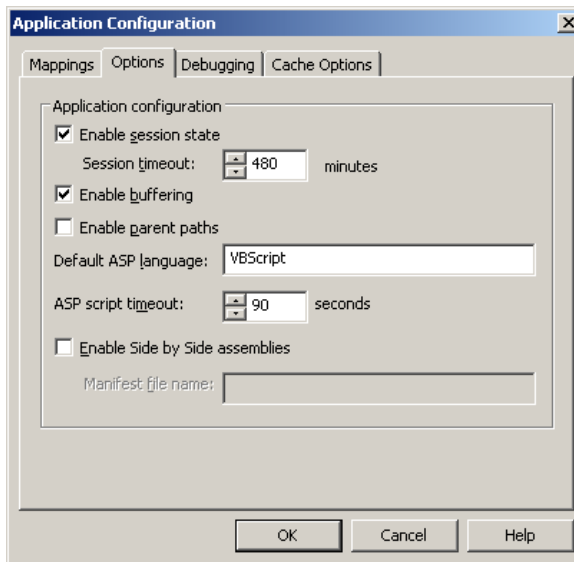 Application Configuration
Mappings Options Debugging Cache Options
Application configuration
Enable session state
Session timeout: 480 minutes
Enable buffering
Enable parent paths
Default ASP language: VBScript
ASP script timeout: 90 seconds
Enable Side by Side assemblies
Manifest file name:
OK Cancel Help